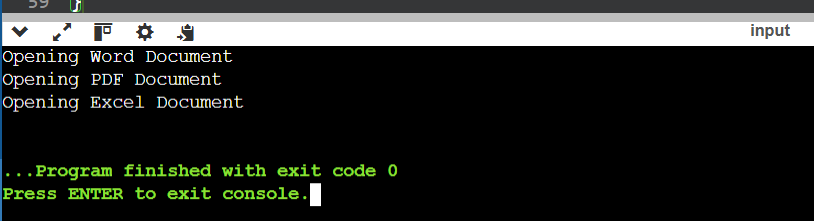 59 }
input
Opening Word Document
Opening PDF Document
Opening Excel Document
...Program finished with exit code 0
Press ENTER to exit console.